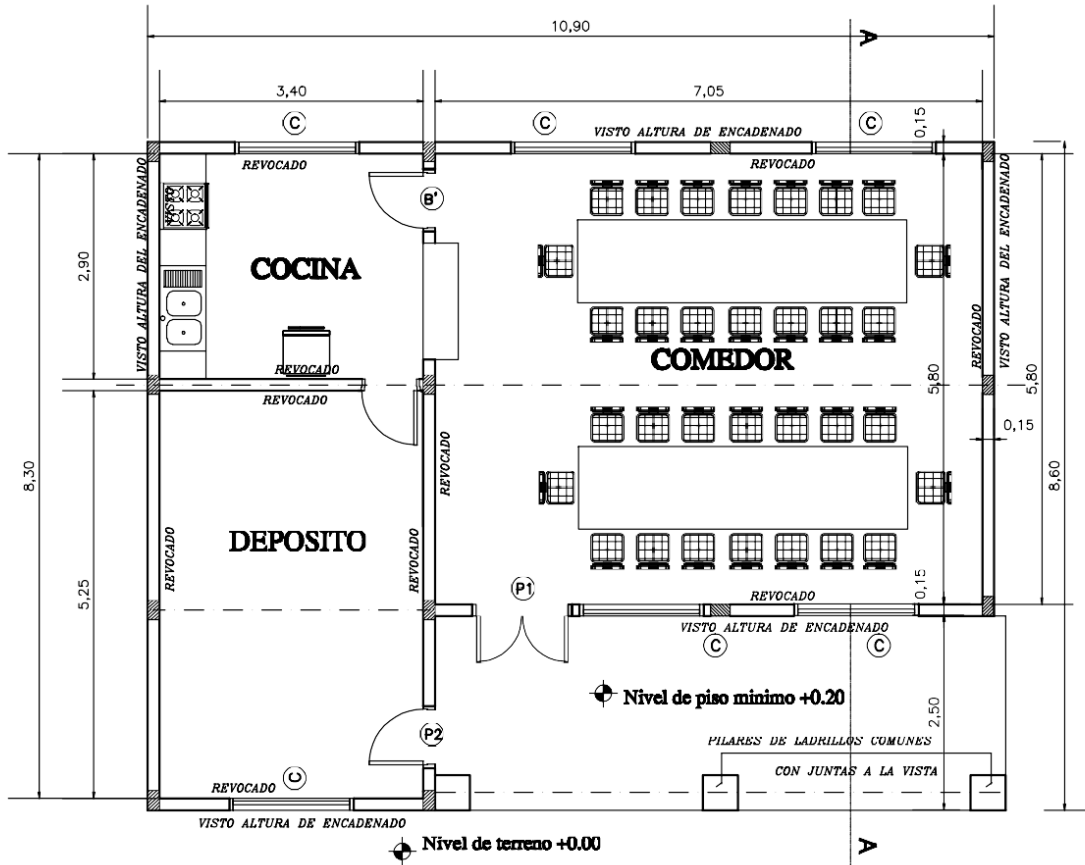 10,90
A
3,40
7,05
C
C
C
VISTO ALTURA DE ENCADENADO
0,15
REVOCADO
REVOCADO
VISTO
B'
VISTO ALTURA DEL ENCADENADO
2,90
COCINA
COMEDOR
REVOCADO
VISTO ALTURA DEL ENCADENADO
5,80
5,80
REVOCADO
REVOCADO
0,15
8,30
8,60
REVOCADO
DEPOSITO
REVOCADO
REVOCADO
5,25
P1
0,15
REVOCADO
VISTO ALTURA DE ENCADENADO
C
C
Nivel de piso minimo +0.20
2,50
P2
PILARES DE LADRILLOS COMUNES
CON JUNTAS A LA VISTA
C
REVOCADO
VISTO ALTURA DE ENCADENADO
Nivel de terreno +0.00
A